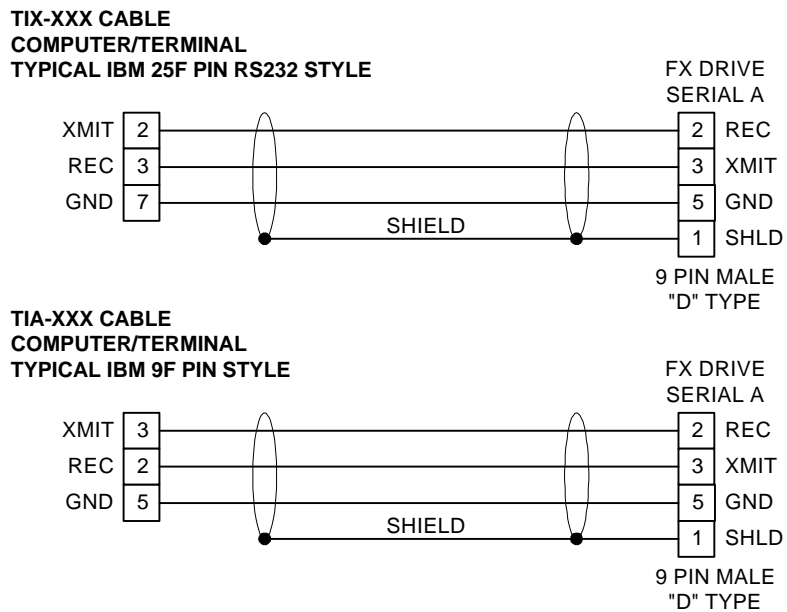 TIX-XXX CABLE
COMPUTER/TERMINAL
TYPICAL IBM 25F PIN RS232 STYLE
FX DRIVE
SERIAL A
XMIT 2 2 REC
REC 3 3 XMIT
GND 7 5 GND
SHIELD 1 SHLD
9 PIN MALE
"D" TYPE
TIA-XXX CABLE
COMPUTER/TERMINAL
TYPICAL IBM 9F PIN STYLE
FX DRIVE
SERIAL A
XMIT 3 2 REC
REC 2 3 XMIT
GND 5 5 GND
SHIELD 1 SHLD
9 PIN MALE
"D" TYPE